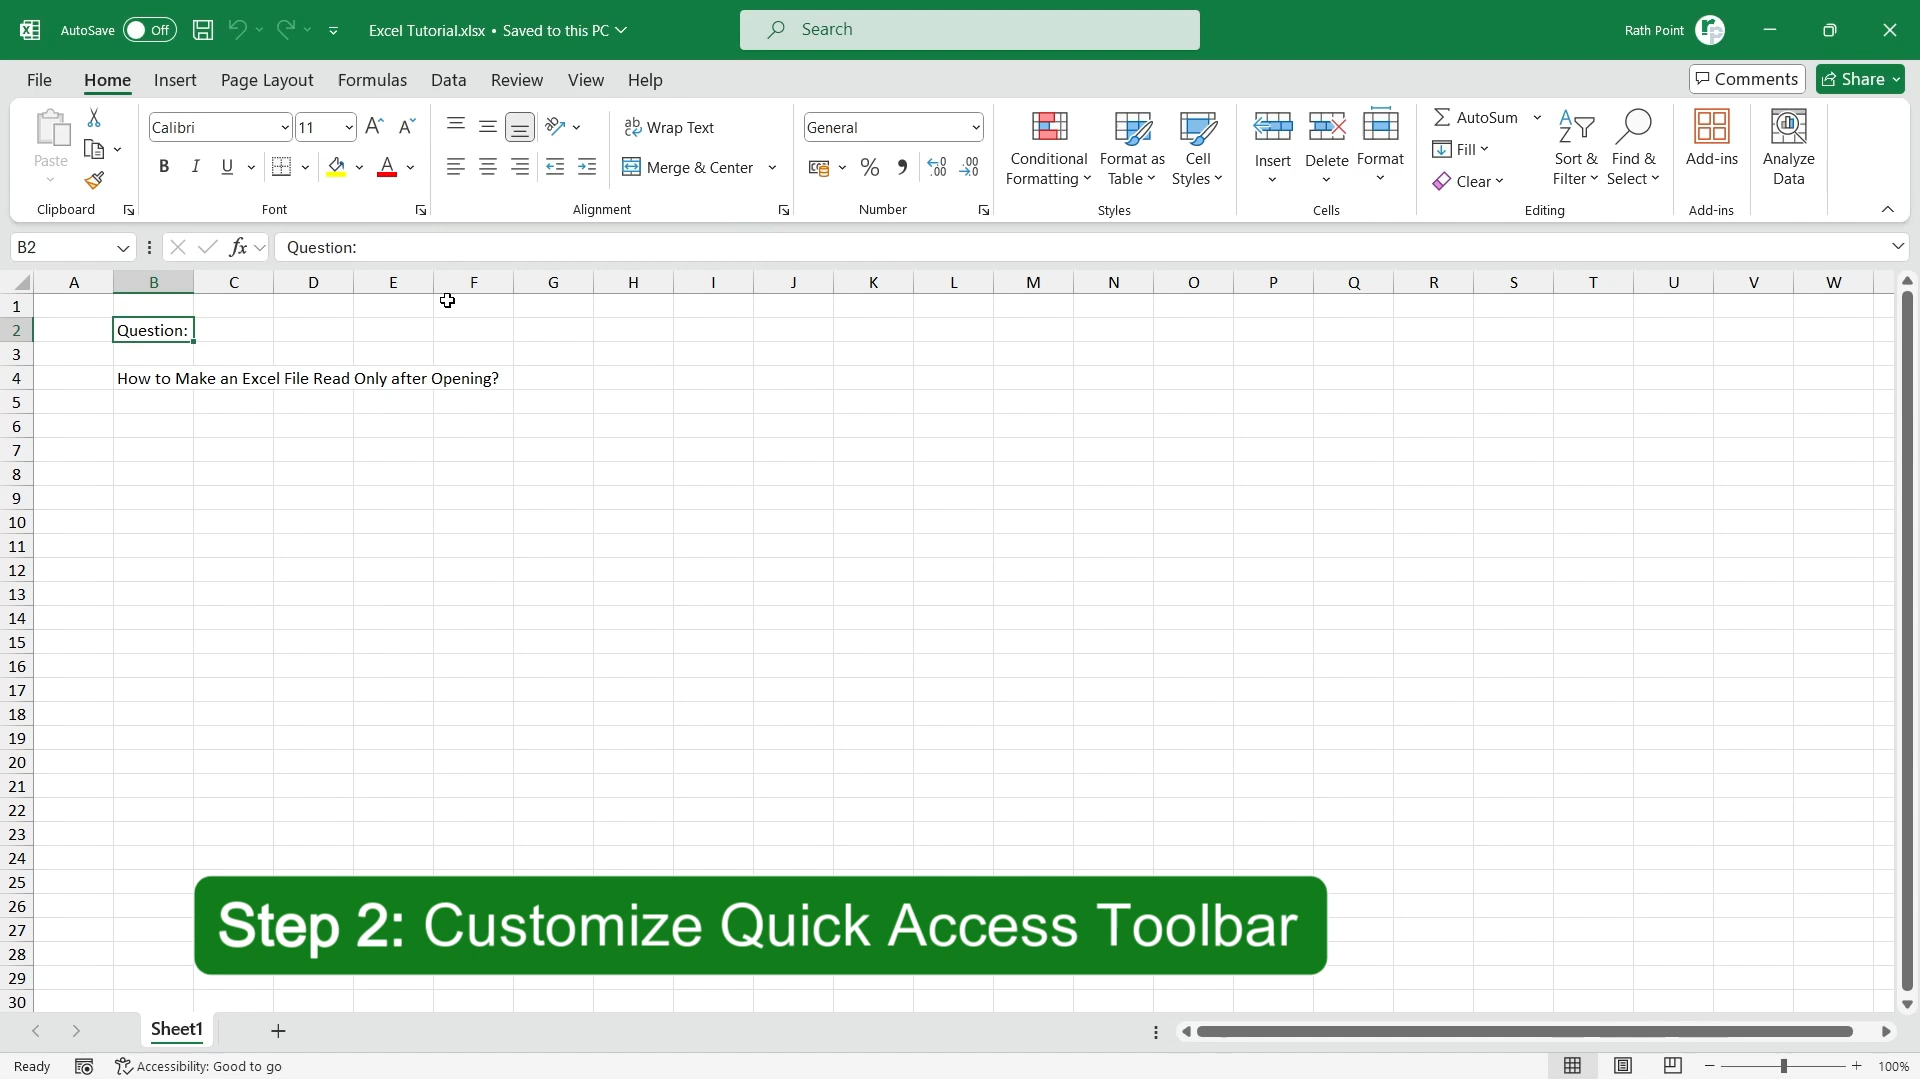 AutoSave Off Excel Tutorial.xlsx • Saved to this PC Search Rath Point
File Home Insert Page Layout Formulas Data Review View Help Comments Share
Paste Calibri 11 Wrap Text General Conditional Formatting Format as Table Cell Styles Insert Delete Format AutoSum Fill Clear Sort & Filter Find & Select Add-ins Analyze Data
B I U A Merge & Center % .00
Clipboard Font Alignment Number Styles Cells Editing Add-ins
B2 fx Question:
A B C D E F G H I J K L M N O P Q R S T U V W
1
2 Question:
3
4 How to Make an Excel File Read Only after Opening?
5
6
7
8
9
10
11
12
13
14
15
16
17
18
19
20
21
22
23
24
25
26
27
28
29
30
Step 2: Customize Quick Access Toolbar
Sheet1
Ready Accessibility: Good to go 100%